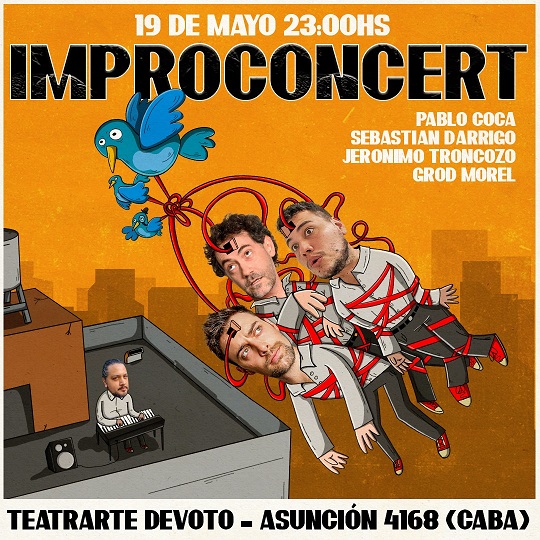 19 DE MAYO 23:00HS
IMPROCONCERT
PABLO COCA
SEBASTIAN DARRIGO
JERONIMO TRONCOZO
GROD MOREL
TEATRARTE DEVOTO - ASUNCIÓN 4168 (CABA)